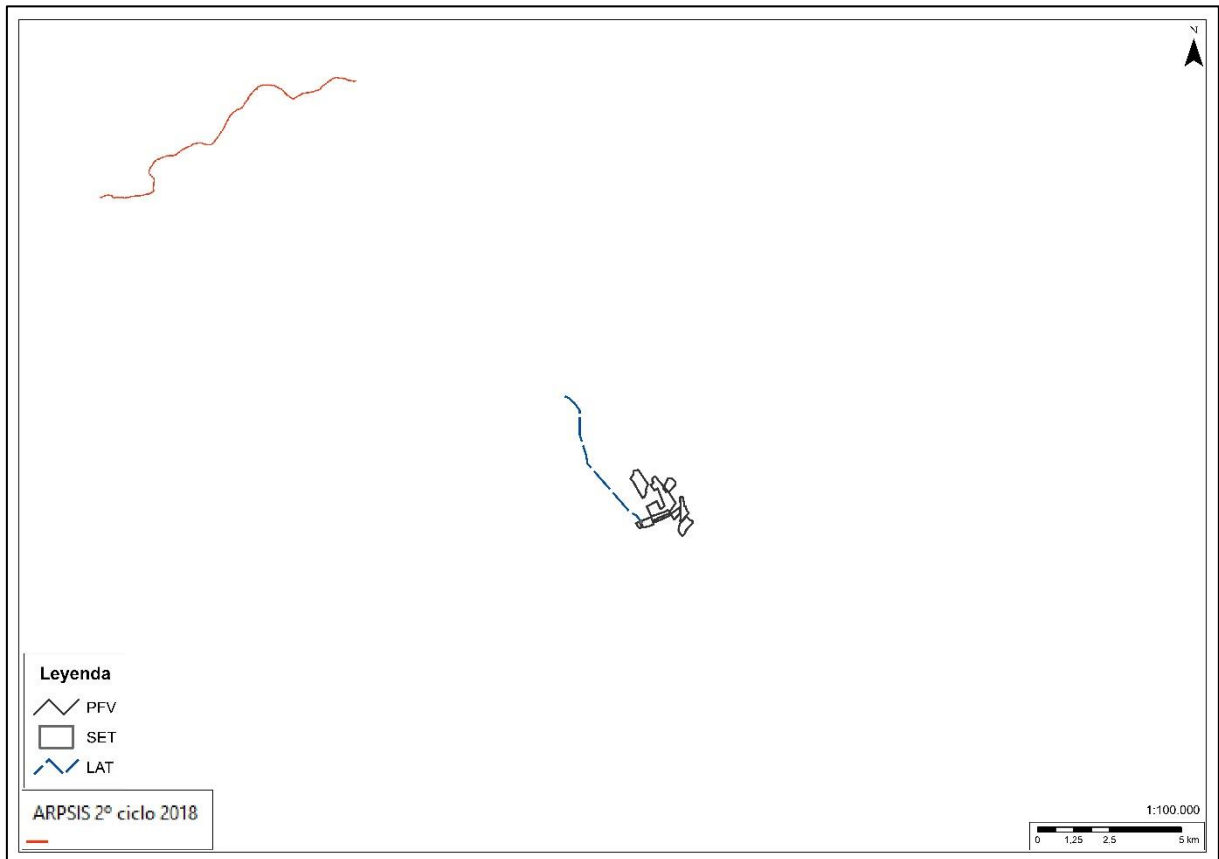 N
Leyenda
PFV
SET
LAT
ARPSIS 2º ciclo 2018
1:100.000
0 1,25 2,5 5 km